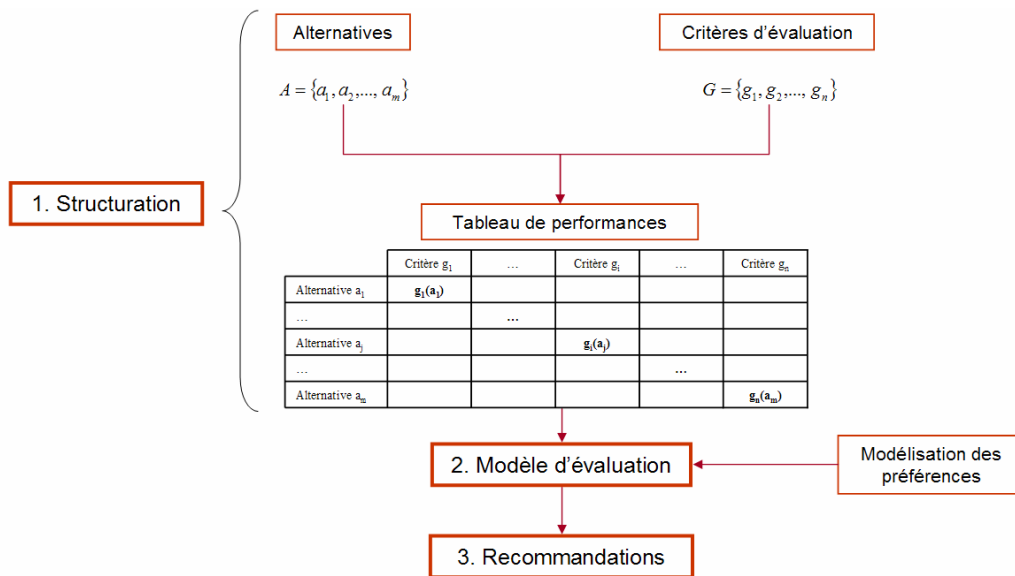 Alternatives
Critères d'évaluation
A = {a1, a2,..., am}
G = {g1, g2,..., gn}
1. Structuration
Tableau de performances
Critère g1 … Critère gi … Critère gn
Alternative a1 g1(a1)
… …
Alternative aj gi(aj)
… …
Alternative am gn(am)
2. Modèle d'évaluation
Modélisation des
préférences
3. Recommandations